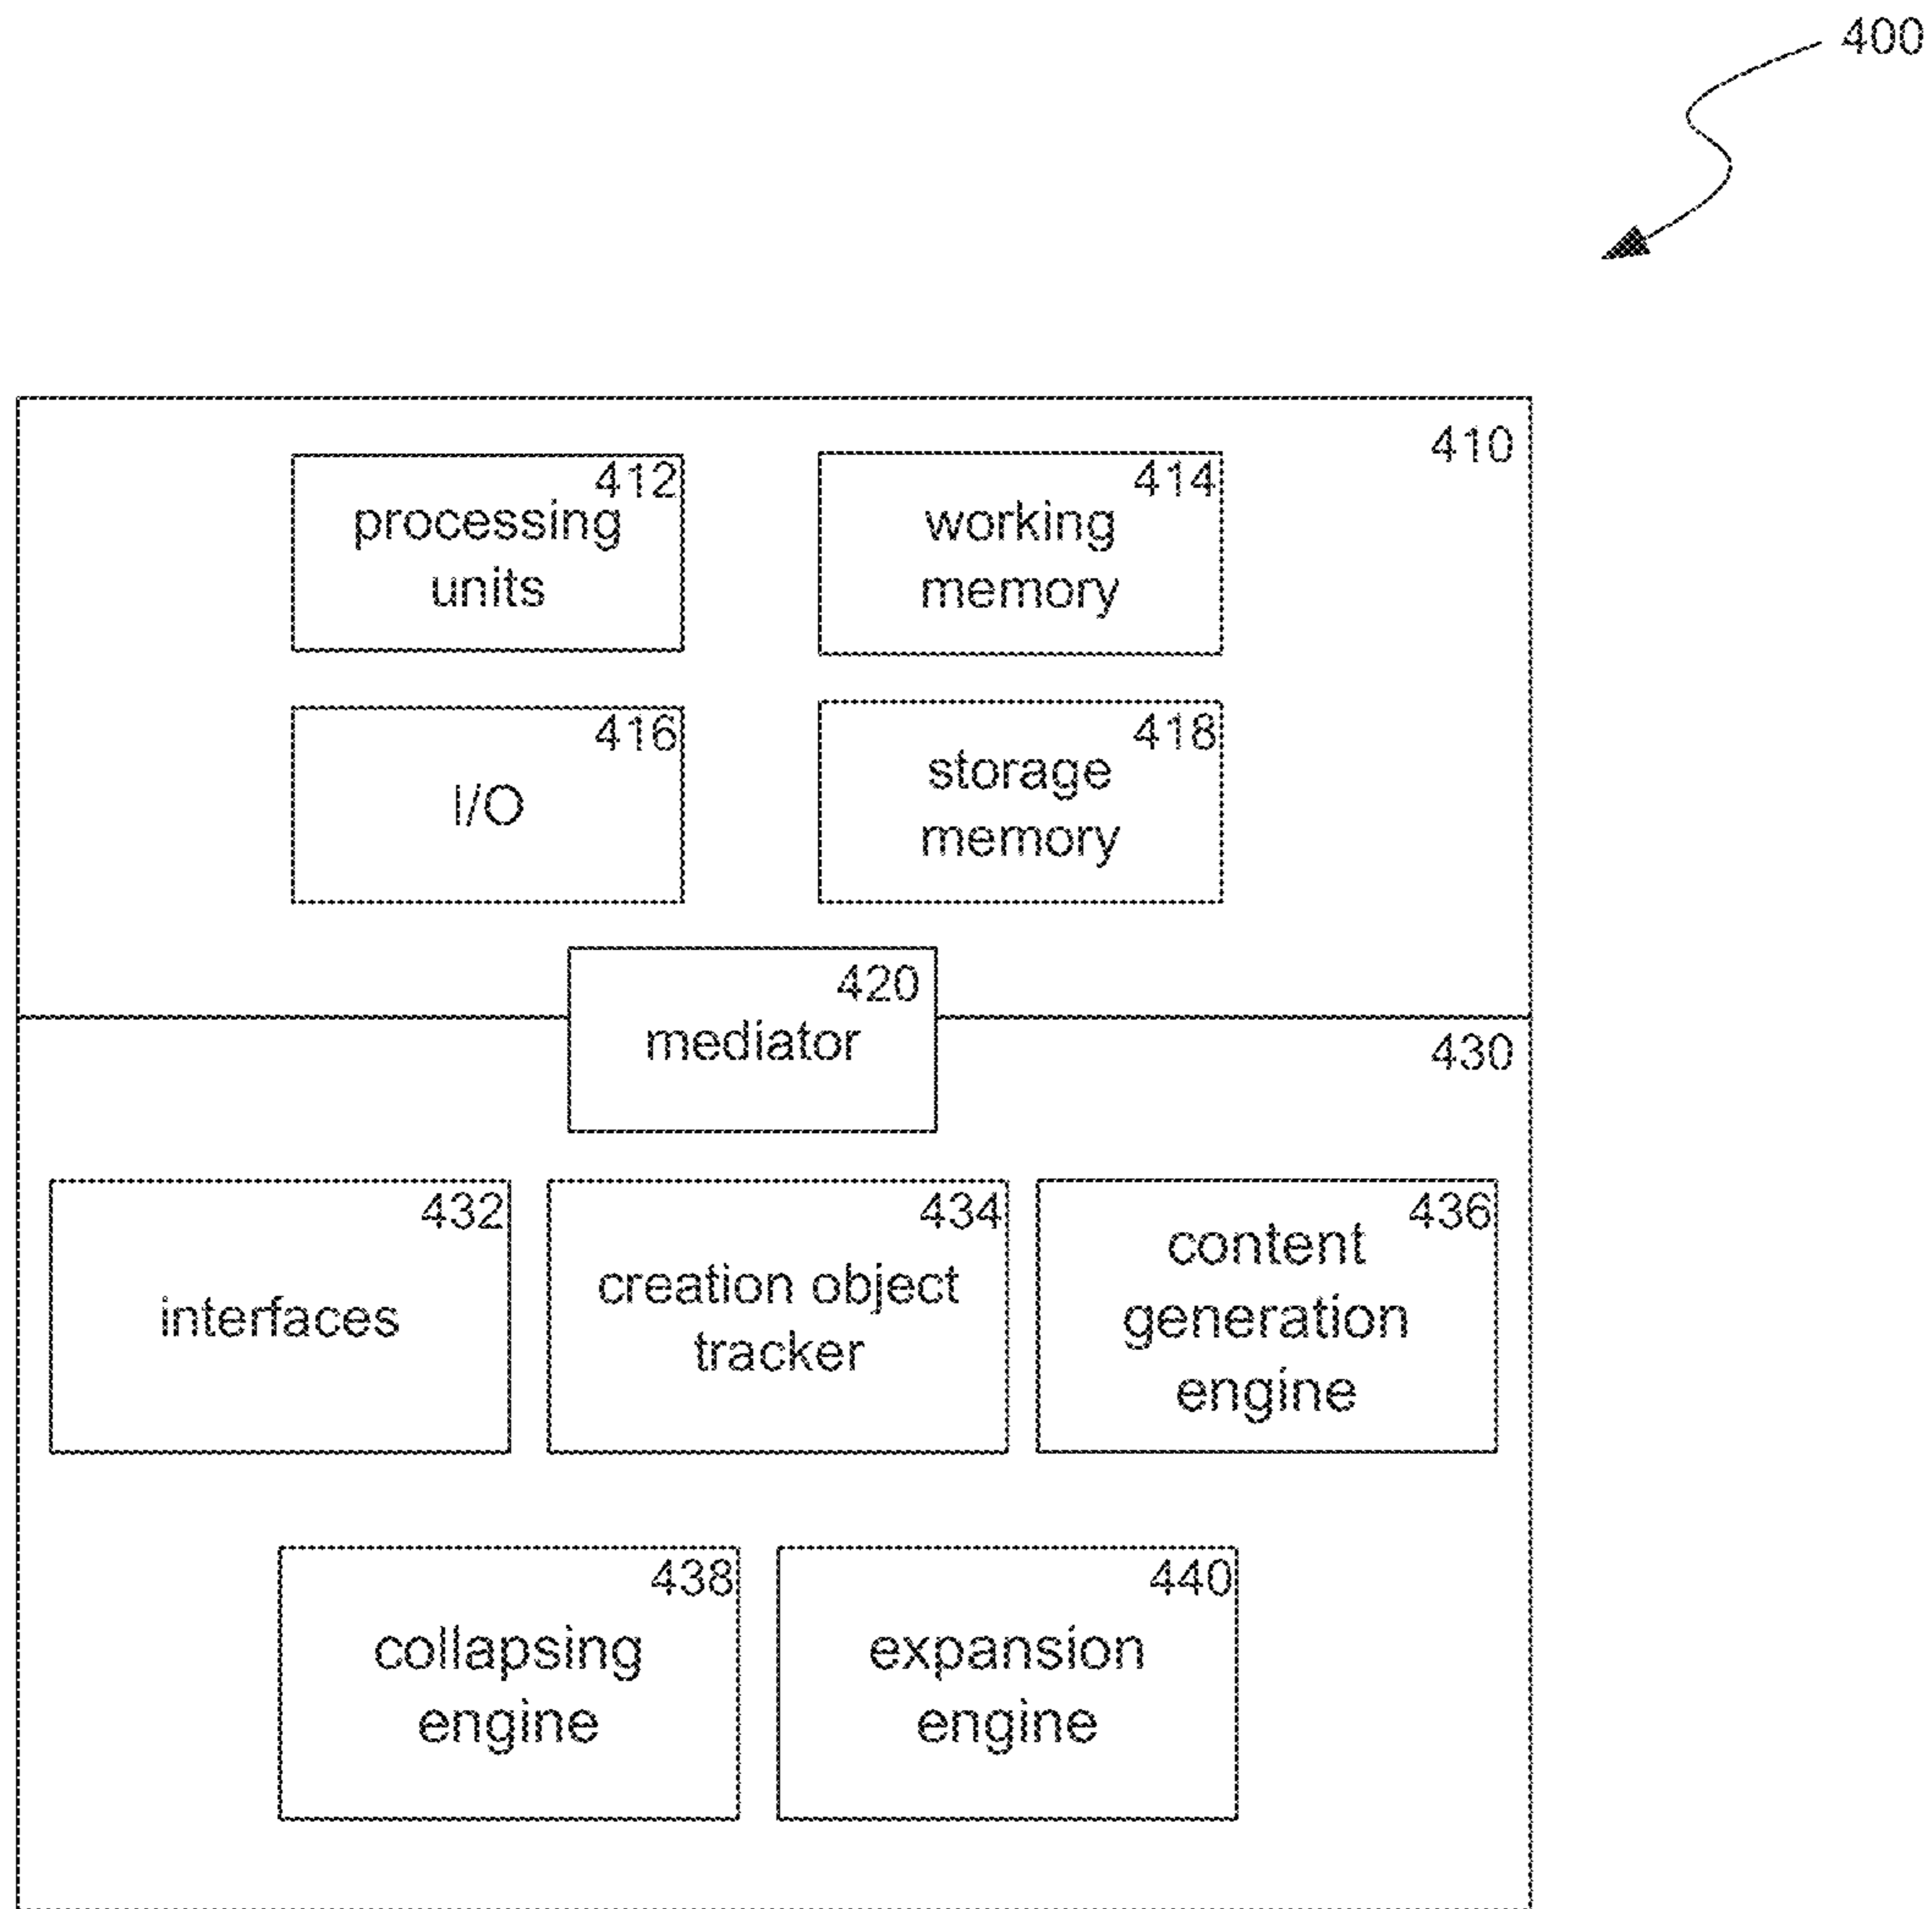 400
410
412
processing
units
414
working
memory
416
I/O
418
storage
memory
420
mediator
430
432
interfaces
434
creation object
tracker
436
content
generation
engine
438
collapsing
engine
440
expansion
engine